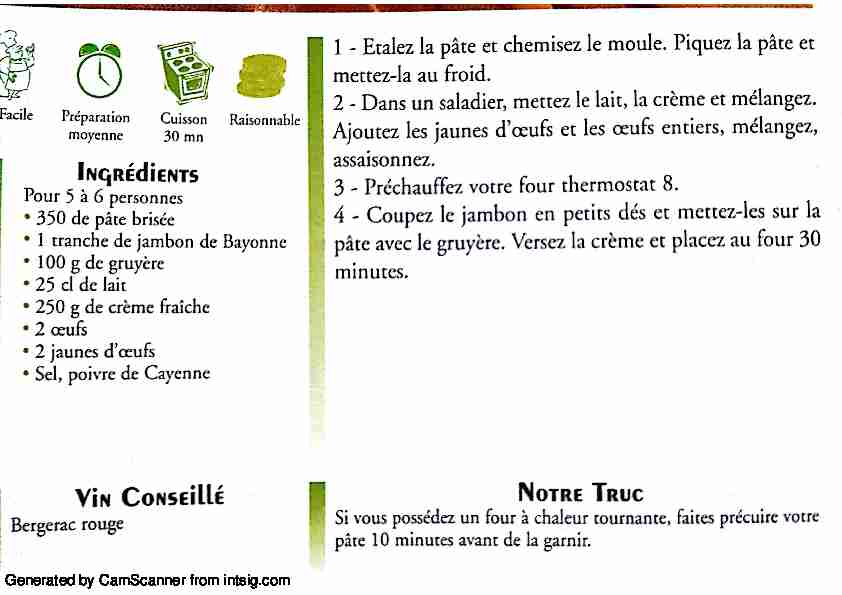 Facile
Préparation
moyenne
Cuisson
30 mn
Raisonnable
Ingrédients
Pour 5 à 6 personnes
• 350 de pâte brisée
• 1 tranche de jambon de Bayonne
• 100 g de gruyère
• 25 cl de lait
• 250 g de crème fraîche
• 2 œufs
• 2 jaunes d'œufs
• Sel, poivre de Cayenne
1 - Etalez la pâte et chemisez le moule. Piquez la pâte et
mettez-la au froid.
2 - Dans un saladier, mettez le lait, la crème et mélangez.
Ajoutez les jaunes d'œufs et les œufs entiers, mélangez,
assaisonnez.
3 - Préchauffez votre four thermostat 8.
4 - Coupez le jambon en petits dés et mettez-les sur la
pâte avec le gruyère. Versez la crème et placez au four 30
minutes.
Vin Conseillé
Bergerac rouge
Notre Truc
Si vous possédez un four à chaleur tournante, faites précuire votre
pâte 10 minutes avant de la garnir.
Generated by CamScanner from intsig.com